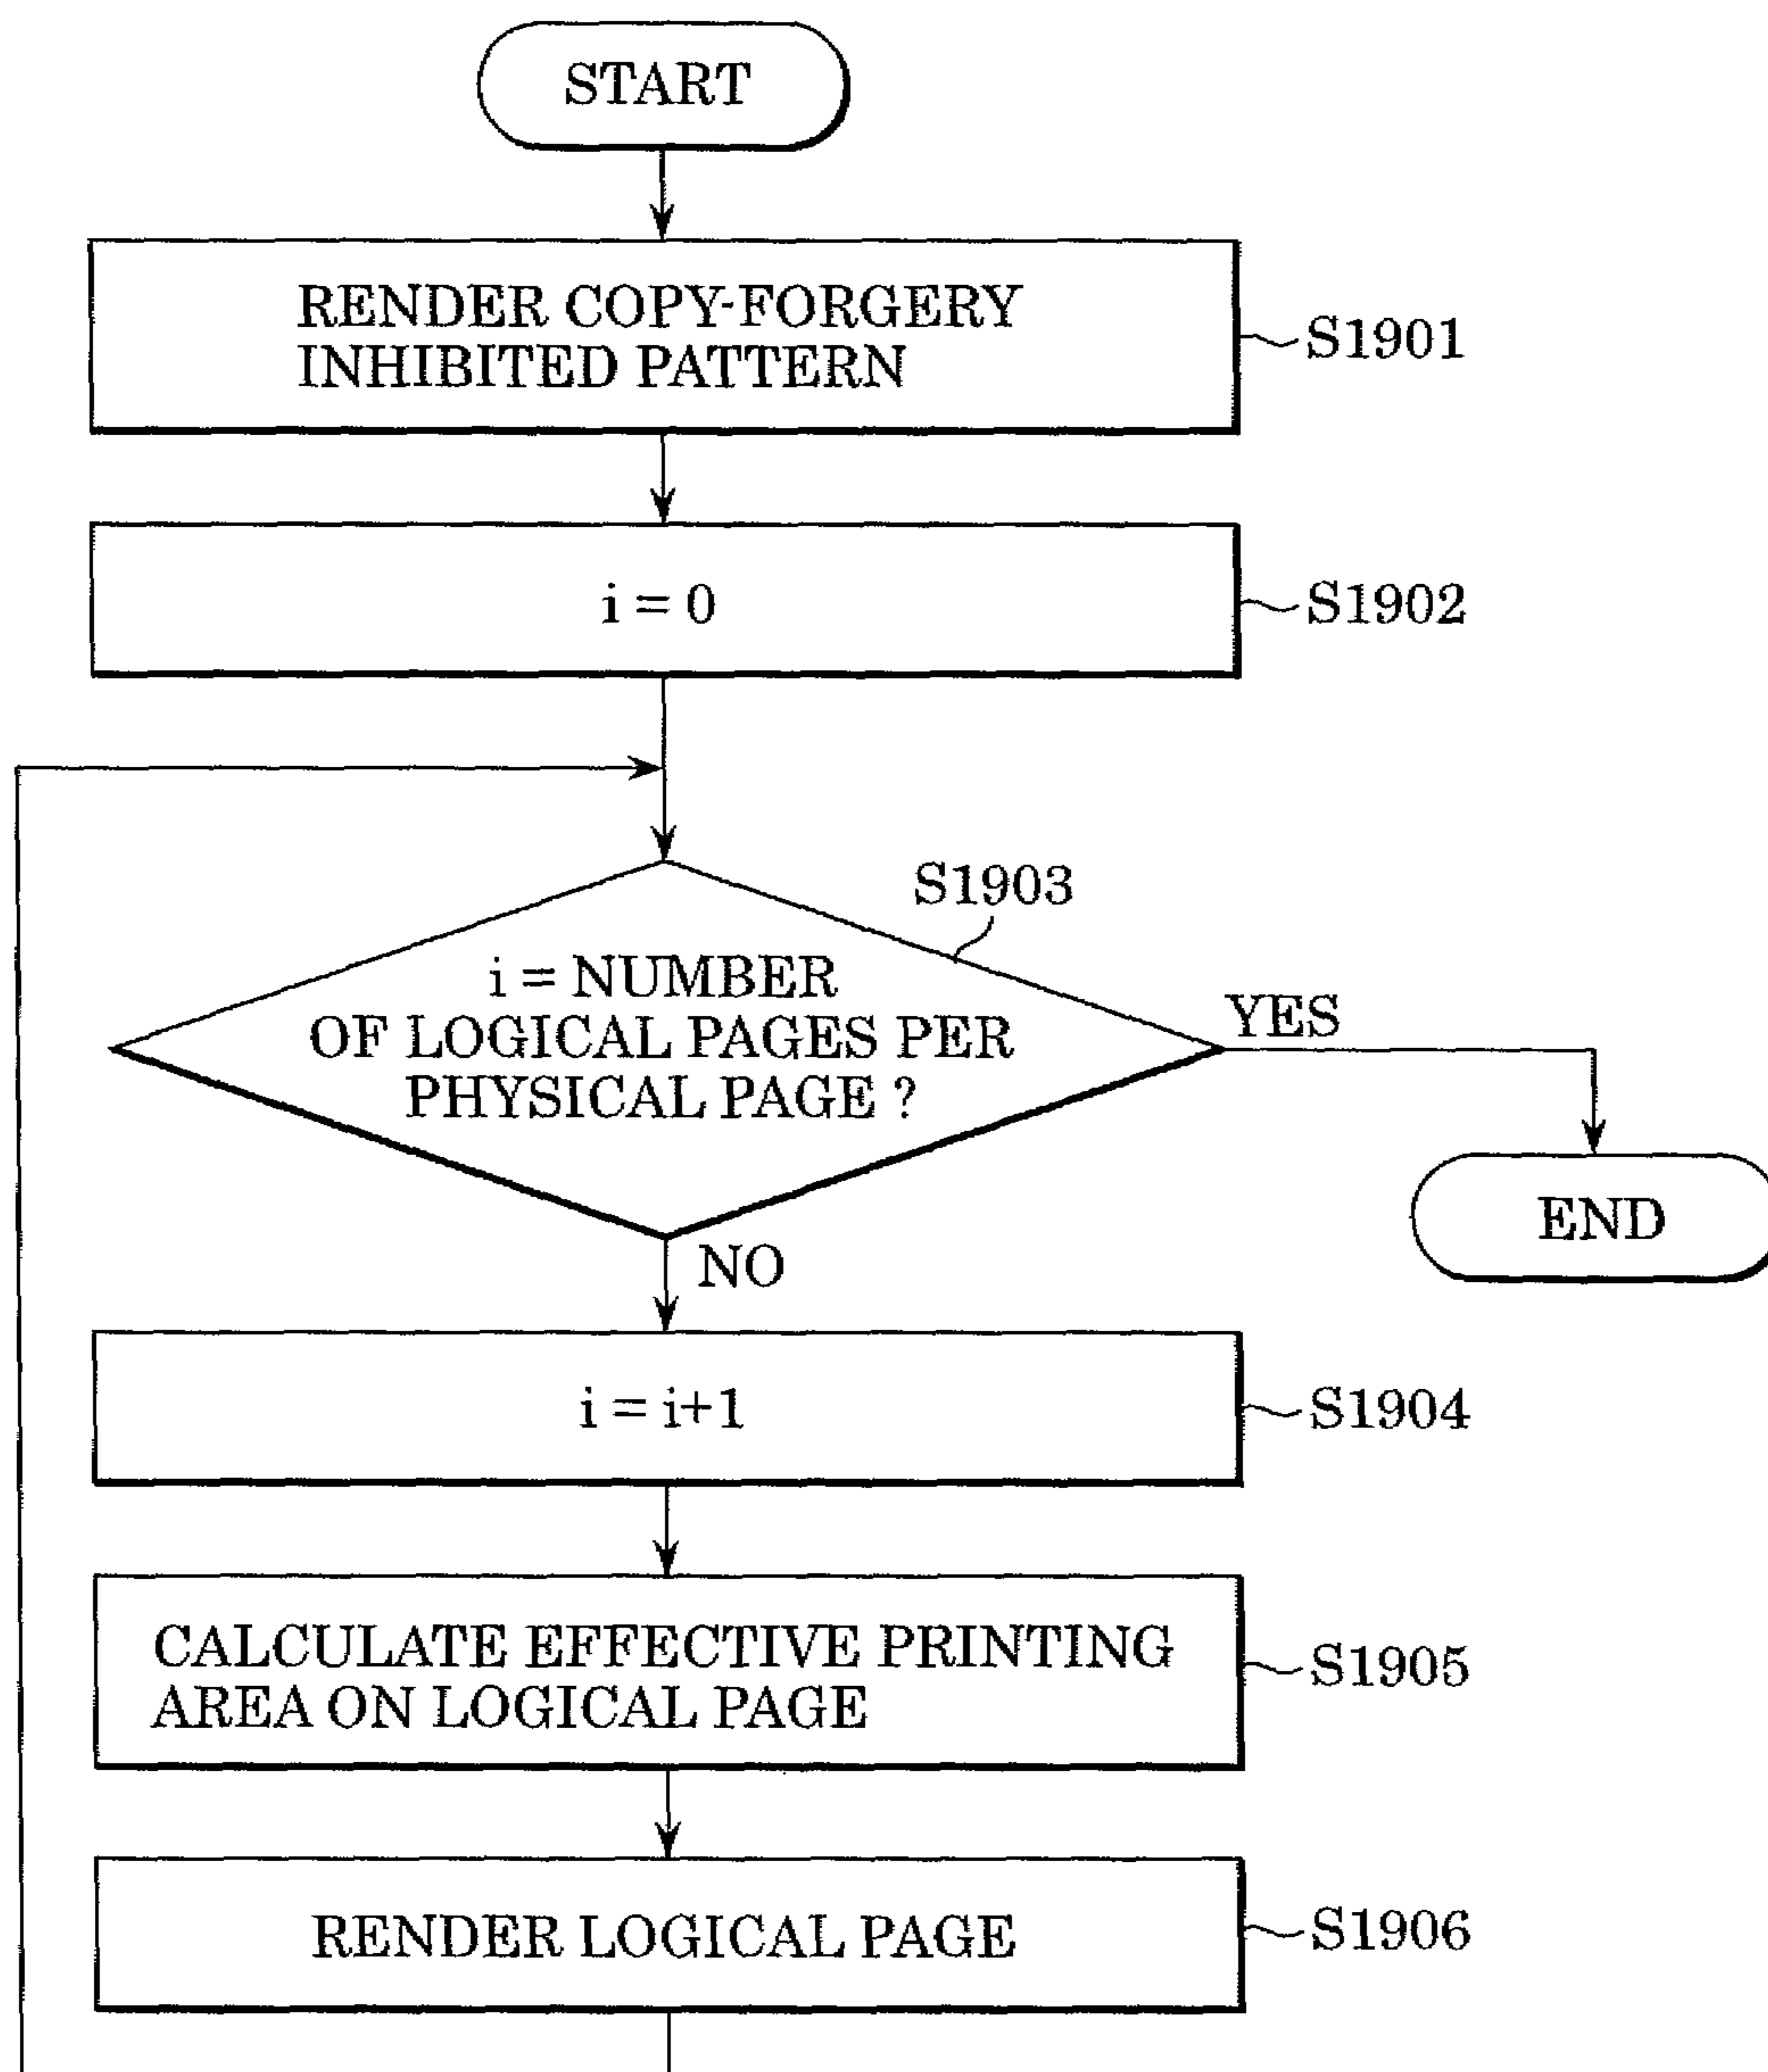 START
RENDER COPY-FORGERY
INHIBITED PATTERN
S1901
i = 0
S1902
S1903
i = NUMBER
OF LOGICAL PAGES PER
PHYSICAL PAGE ?
YES
END
NO
i = i+1
S1904
CALCULATE EFFECTIVE PRINTING
AREA ON LOGICAL PAGE
S1905
RENDER LOGICAL PAGE
S1906